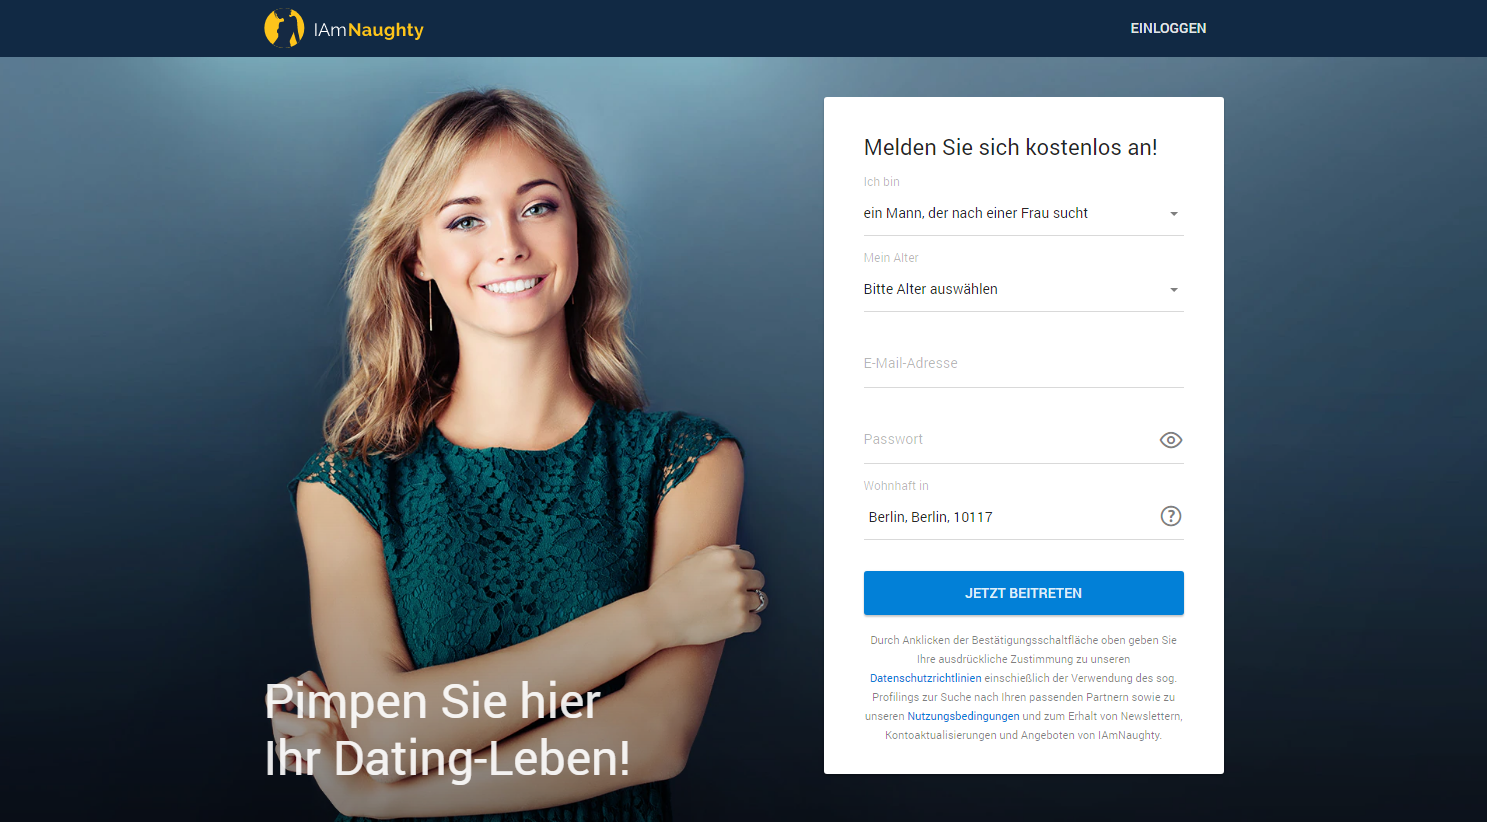 IAmNaughty
EINLOGGEN
Melden Sie sich kostenlos an!
Ich bin
ein Mann, der nach einer Frau sucht
Mein Alter
Bitte Alter auswählen
E-Mail-Adresse
Passwort
Wohnhaft in
Berlin, Berlin, 10117
JETZT BEITRETEN
Durch Anklicken der Bestätigungsschaltfläche oben geben Sie
Ihre ausdrückliche Zustimmung zu unseren
Datenschutzrichtlinien einschießlich der Verwendung des sog.
Profilings zur Suche nach Ihren passenden Partnern sowie zu
unseren Nutzungsbedingungen und zum Erhalt von Newslettern,
Kontoaktualisierungen und Angeboten von IAmNaughty.
Pimpen Sie hier
Ihr Dating-Leben!